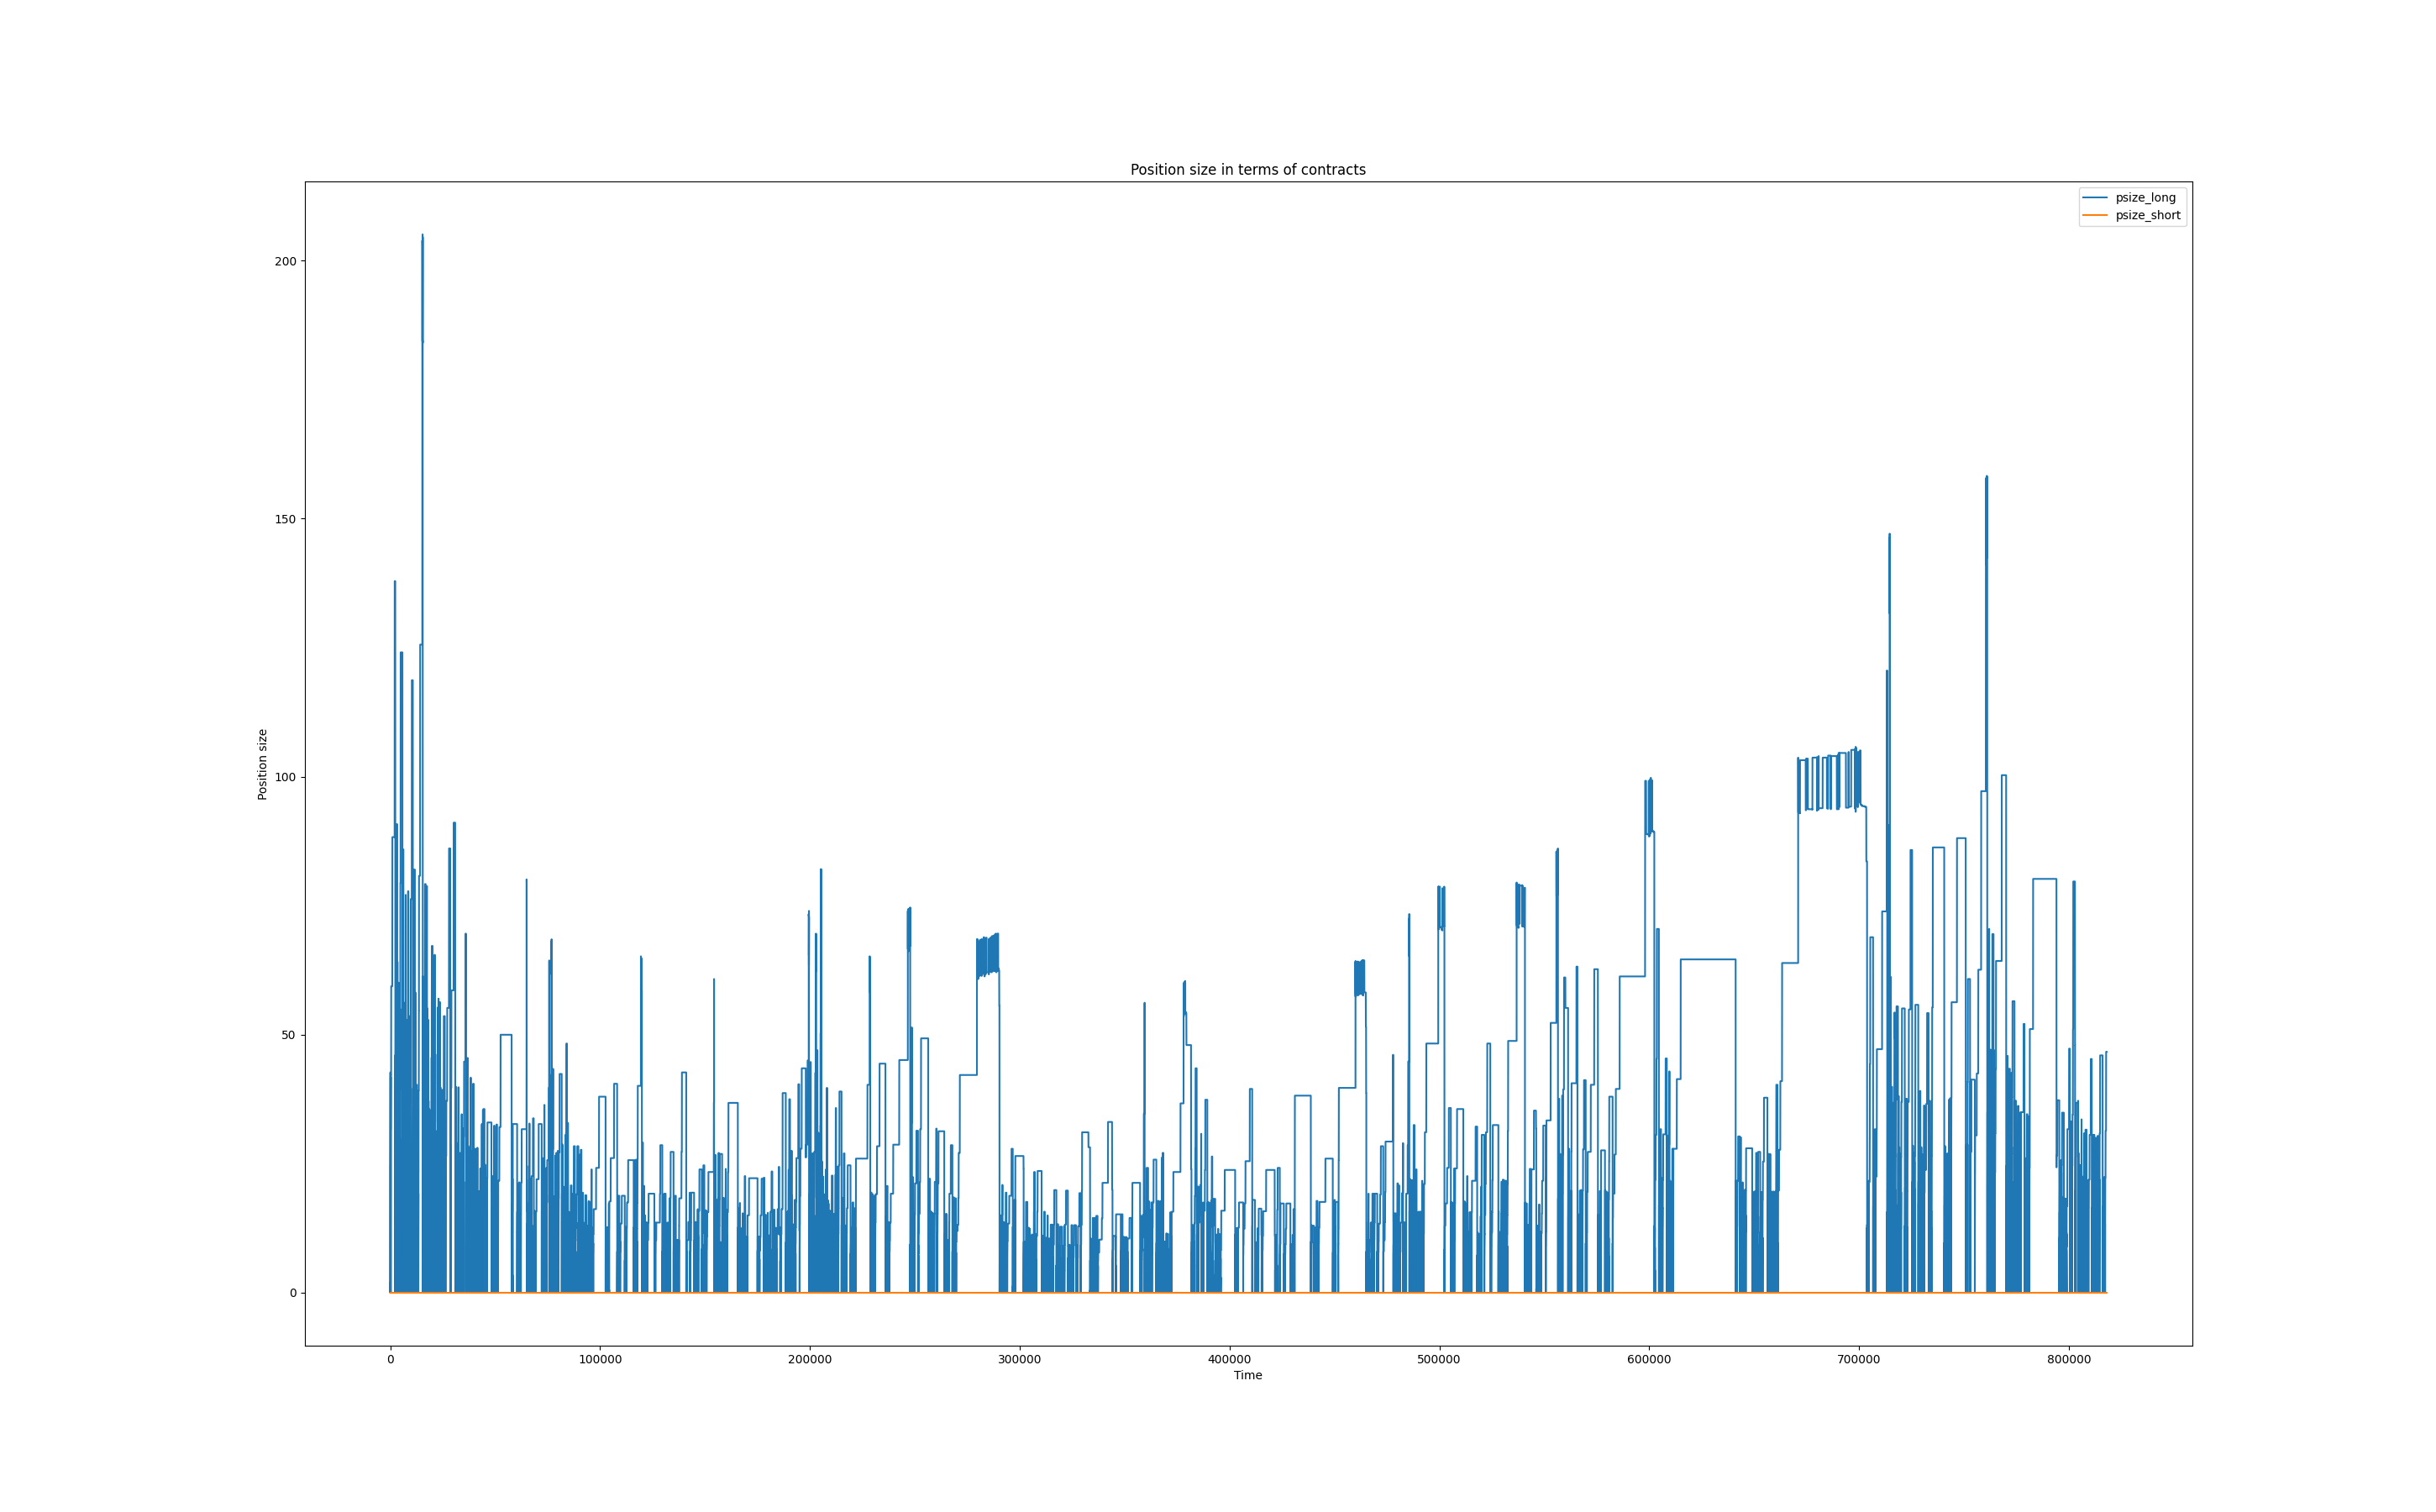 Position size in terms of contracts
psize_long
psize_short
Position size
200
150
100
50
0
0
100000
200000
300000
400000
500000
600000
700000
800000
Time